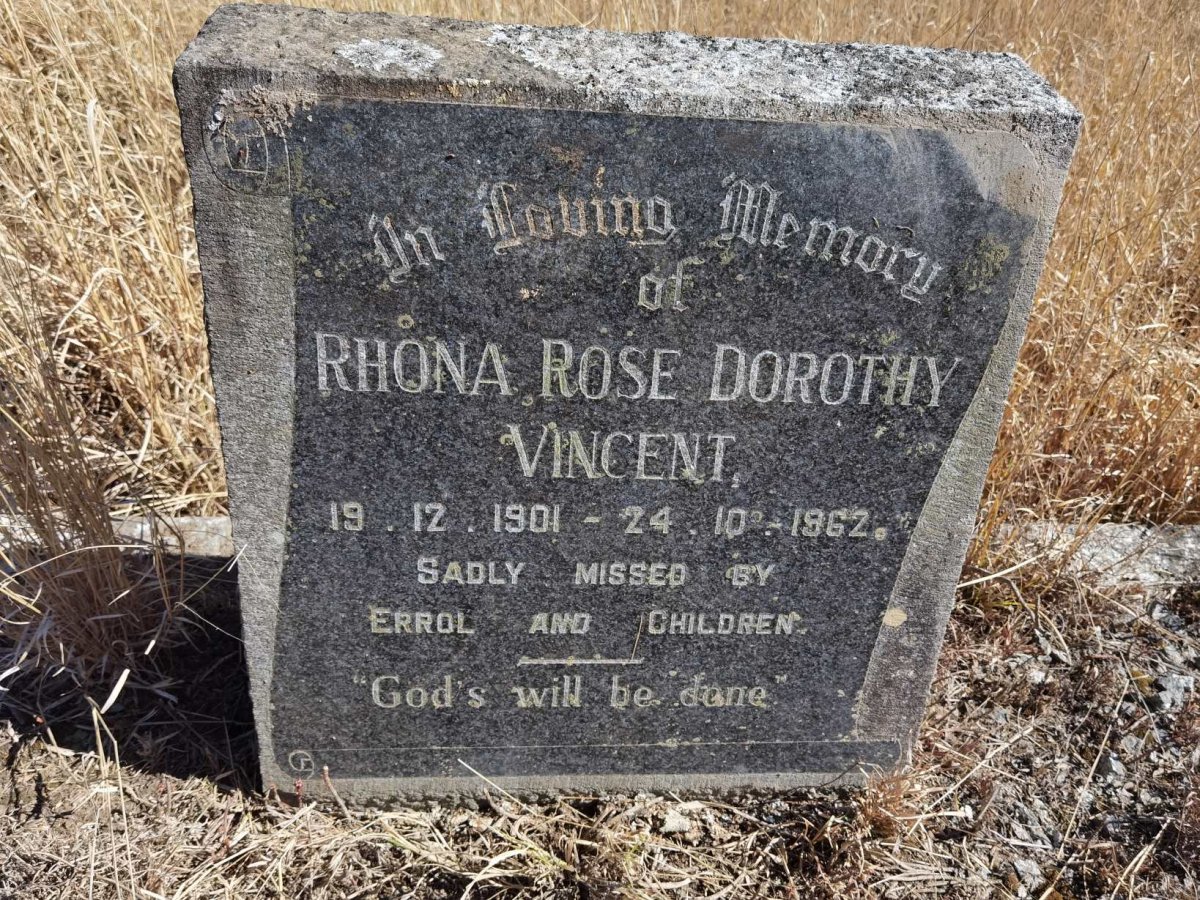 In Loving Memory
of
RHONA ROSE DOROTHY
VINCENT,
19.12.1901 - 24.10.-1962.
SADLY MISSED BY
ERROL AND CHILDREN.
"God's will be done"